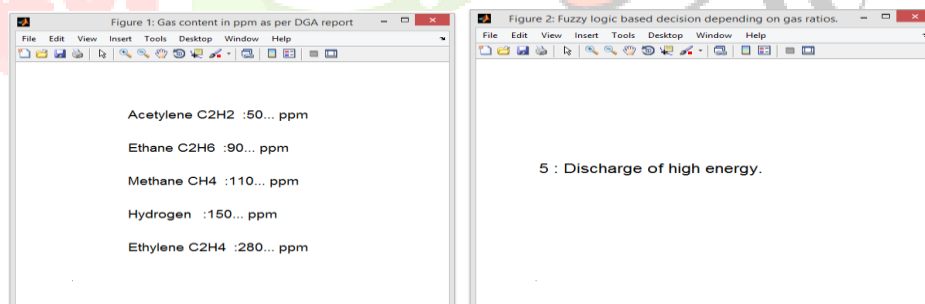 Figure 1: Gas content in ppm as per DGA report
File Edit View Insert Tools Desktop Window Help
Acetylene C2H2 :50... ppm
Ethane C2H6 :90... ppm
Methane CH4 :110... ppm
Hydrogen :150... ppm
Ethylene C2H4 :280... ppm
Figure 2: Fuzzy logic based decision depending on gas ratios.
File Edit View Insert Tools Desktop Window Help
5 : Discharge of high energy.